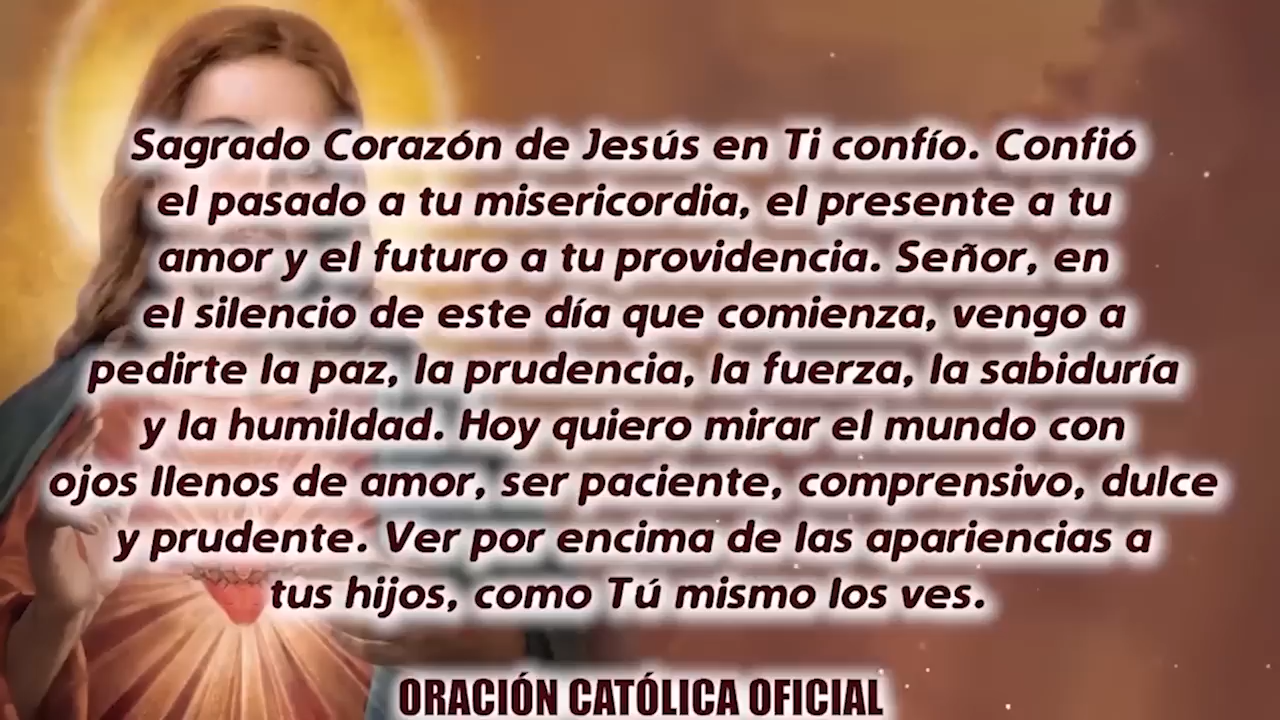 Sagrado Corazón de Jesús en Ti confío. Confió
el pasado a tu misericordia, el presente a tu
amor y el futuro a tu providencia. Señor, en
el silencio de este día que comienza, vengo a
pedirte la paz, la prudencia, la fuerza, la sabiduría
y la humildad. Hoy quiero mirar el mundo con
ojos llenos de amor, ser paciente, comprensivo, dulce
y prudente. Ver por encima de las apariencias a
tus hijos, como Tú mismo los ves.
ORACIÓN CATÓLICA OFICIAL